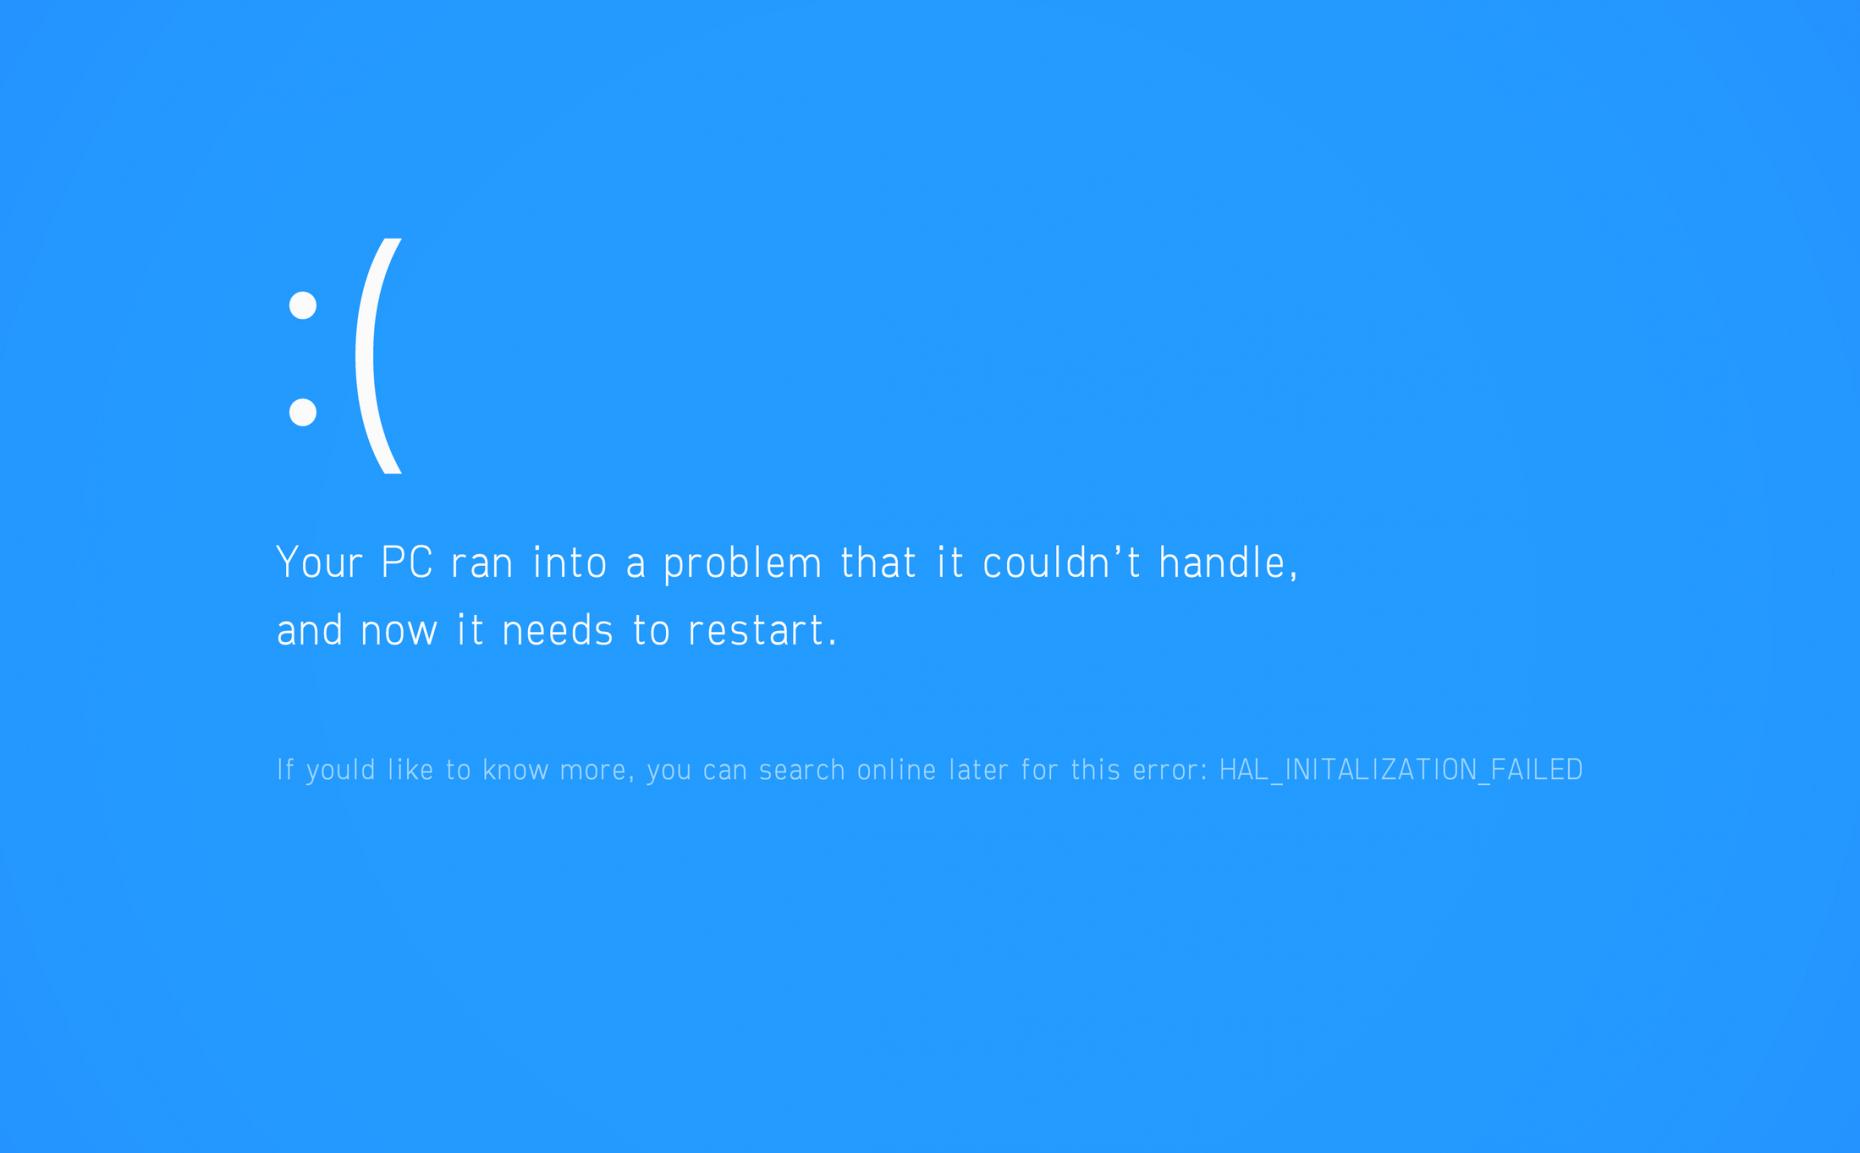 :(
Your PC ran into a problem that it couldn't handle,
and now it needs to restart.
If yould like to know more, you can search online later for this error: HAL_INITALIZATION_FAILED